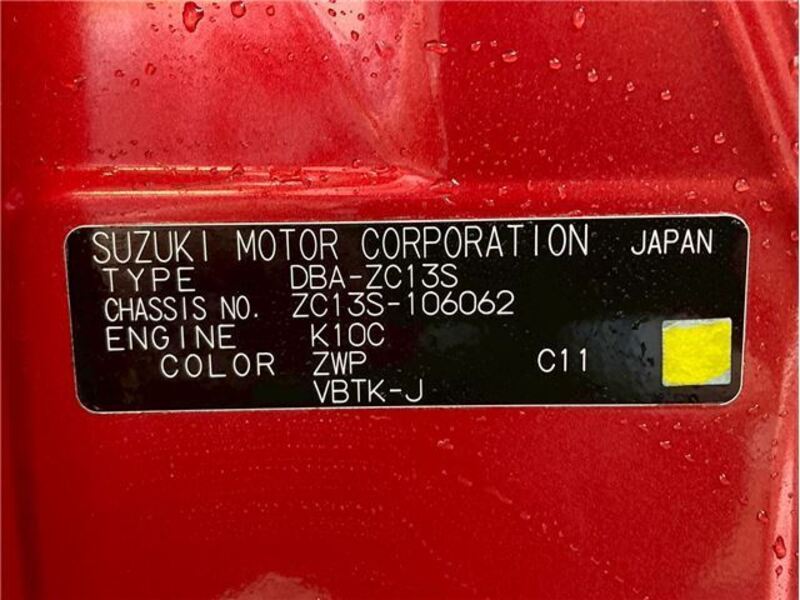 SUZUKI MOTOR CORPORATION JAPAN
TYPE DBA-ZC13S
CHASSIS NO. ZC13S-106062
ENGINE K10C
COLOR ZWP C11
VBTK-J